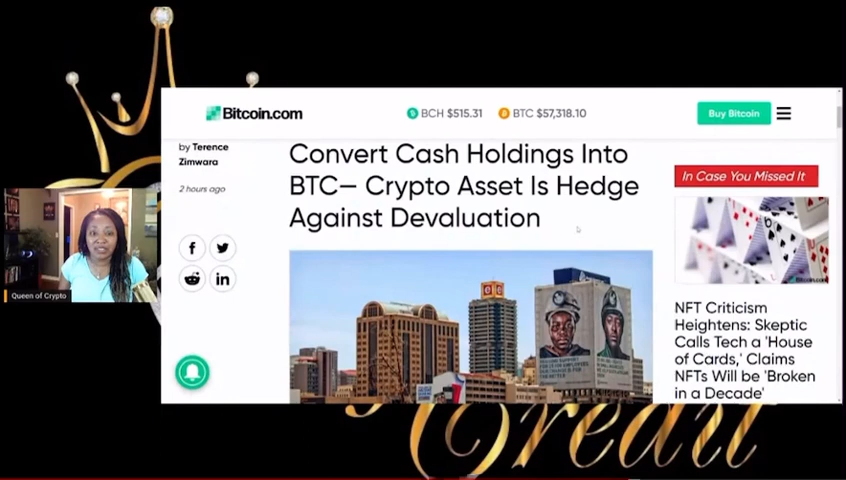 Bitcoin.com
BCH $515.31
BTC $57,318.10
Buy Bitcoin
by Terence
Zimwara
2 hours ago
Convert Cash Holdings Into
BTC— Crypto Asset Is Hedge
Against Devaluation
In Case You Missed It
NFT Criticism
Heightens: Skeptic
Calls Tech a 'House
of Cards,' Claims
NFTs Will be 'Broken
in a Decade'
Queen of Crypto
Credit